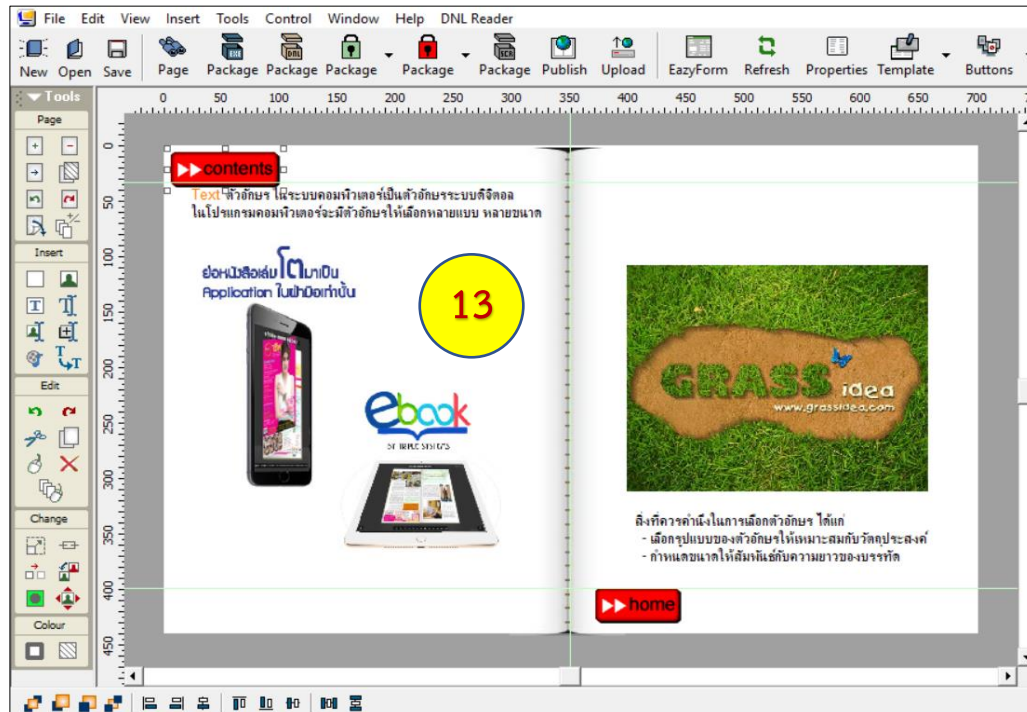 File Edit View Insert Tools Control Window Help DNL Reader
New Open Save Page Package Package Package Package Package Publish Upload EazyForm Refresh Properties Template Buttons
Tools
0 50 100 150 200 250 300 350 400 450 500 550 600 650 700
Page
Insert
Edit
Change
Colour
0
50
100
150
200
250
300
350
400
450
contents
Text ตัวอักษร ในระบบคอมพิวเตอร์เป็นตัวอักษรระบบดิจิตอล
ในโปรแกรมคอมพิวเตอร์จะมีตัวอักษรให้เลือกหลายแบบ หลายขนาด
ย่อหนังสือเล่มโตมาเป็น
Application ในฝ่ามือเท่านั้น
13
ebook
GRASS idea
www.grassidea.com
สิ่งที่ควรคำนึงในการเลือกตัวอักษร ได้แก่
- เลือกรูปแบบของตัวอักษรให้เหมาะสมกับวัตถุประสงค์
- กำหนดขนาดให้สัมพันธ์กับความยาวของบรรทัด
home